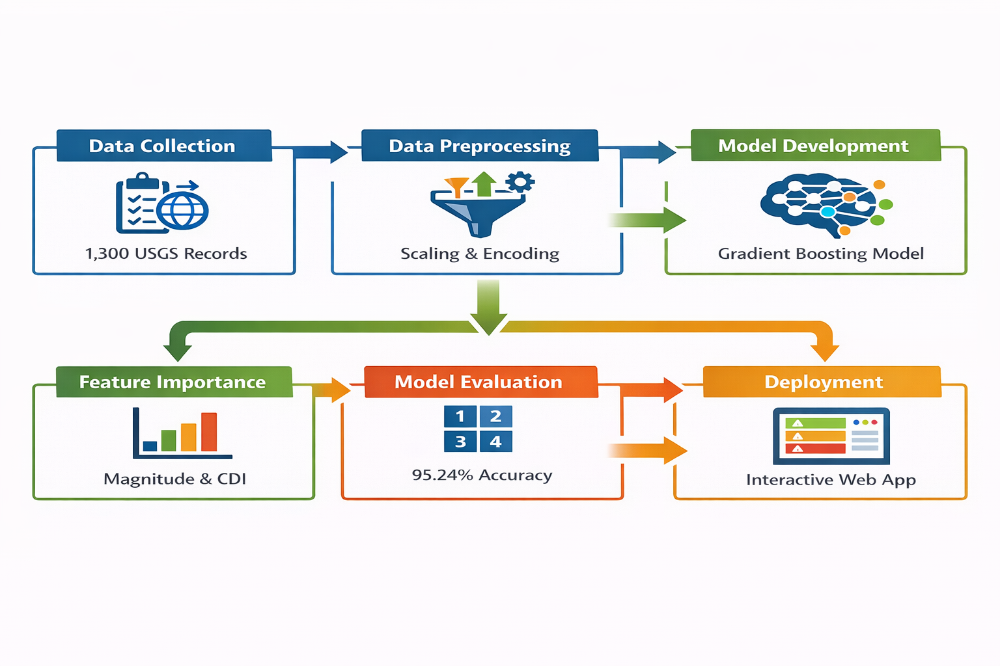 Data Collection
1,300 USGS Records
Data Preprocessing
Scaling & Encoding
Model Development
Gradient Boosting Model
Feature Importance
Magnitude & CDI
Model Evaluation
1 2
3 4
95.24% Accuracy
Deployment
Interactive Web App